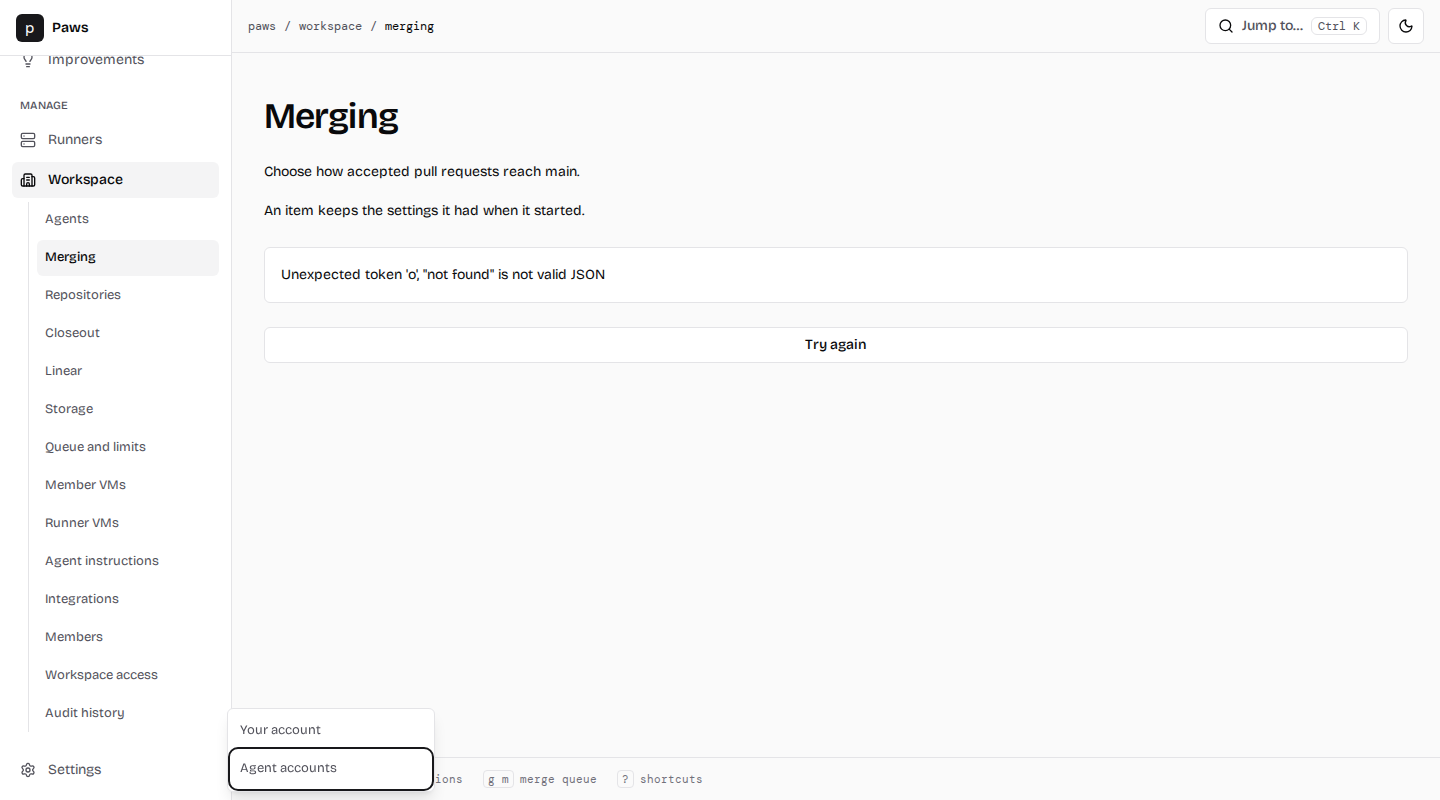 p Paws
paws / workspace / merging
Jump to... Ctrl K
Improvements
MANAGE
Runners
Workspace
Agents
Merging
Repositories
Closeout
Linear
Storage
Queue and limits
Member VMs
Runner VMs
Agent instructions
Integrations
Members
Workspace access
Audit history
Settings
Merging
Choose how accepted pull requests reach main.
An item keeps the settings it had when it started.
Unexpected token 'o', "not found" is not valid JSON
Try again
Your account
Agent accounts
g m merge queue ? shortcuts